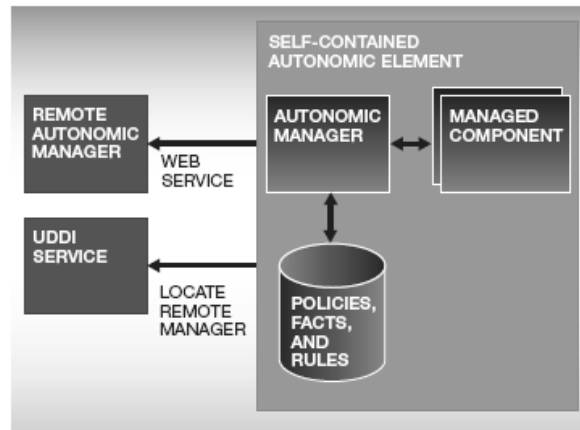 SELF-CONTAINED
AUTONOMIC ELEMENT
REMOTE
AUTONOMIC
MANAGER
AUTONOMIC
MANAGER
MANAGED
COMPONENT
WEB
SERVICE
UDDI
SERVICE
LOCATE
REMOTE
MANAGER
POLICIES,
FACTS,
AND
RULES